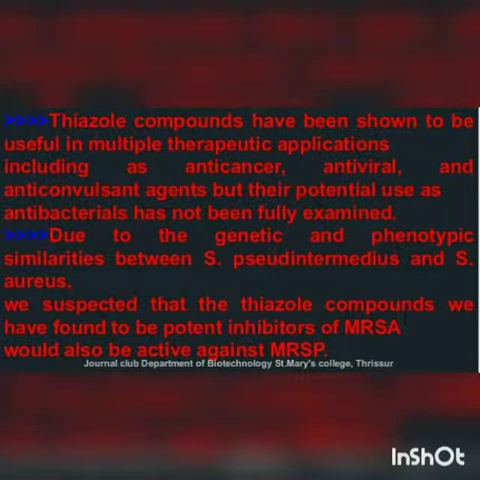 >>>>Thiazole compounds have been shown to be
useful in multiple therapeutic applications
including as anticancer, antiviral, and
anticonvulsant agents but their potential use as
antibacterials has not been fully examined.
>>>>Due to the genetic and phenotypic
similarities between S. pseudintermedius and S.
aureus,
we suspected that the thiazole compounds we
have found to be potent inhibitors of MRSA
would also be active against MRSP.
Journal club Department of Biotechnology St.Mary's college, Thrissur
InShOt